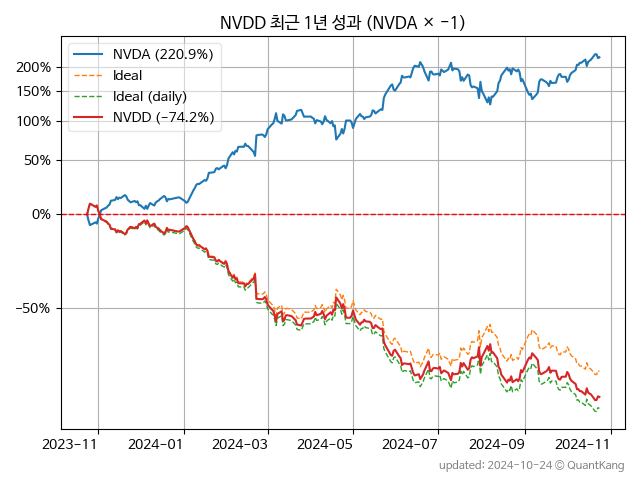 NVDD 최근 1년 성과 (NVDA × −1)
NVDA (220.9%)
Ideal
Ideal (daily)
NVDD (−74.2%)
200%
150%
100%
50%
0%
−50%
2023−11 2024−01 2024−03 2024−05 2024−07 2024−09 2024−11
updated: 2024-10-24 © QuantKang